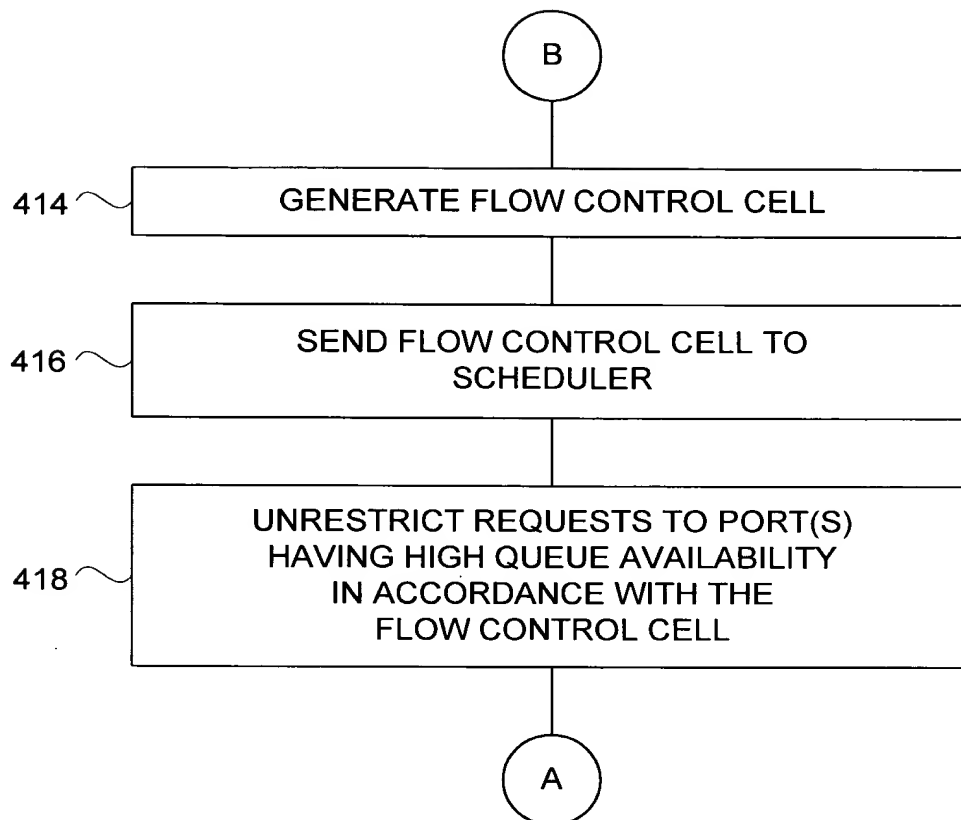 B
414
GENERATE FLOW CONTROL CELL
416
SEND FLOW CONTROL CELL TO
SCHEDULER
418
UNRESTRICT REQUESTS TO PORT(S)
HAVING HIGH QUEUE AVAILABILITY
IN ACCORDANCE WITH THE
FLOW CONTROL CELL
A